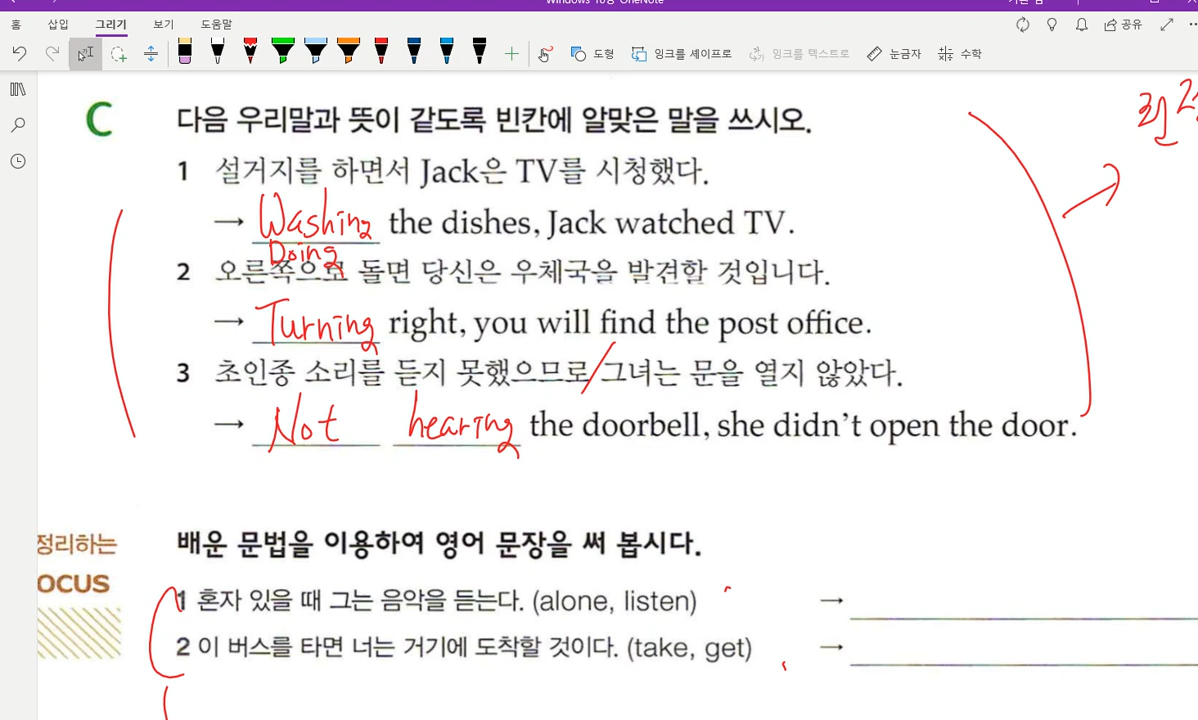 Windows 10용 OneNote
홈 삽입 그리기 보기 도움말
공유
도형 잉크를 셰이프로 잉크를 텍스트로 눈금자 수학
C 다음 우리말과 뜻이 같도록 빈칸에 알맞은 말을 쓰시오.
1 설거지를 하면서 Jack은 TV를 시청했다.
→ Washing the dishes, Jack watched TV.
Doing
2 오른쪽으로 돌면 당신은 우체국을 발견할 것입니다.
→ Turning right, you will find the post office.
3 초인종 소리를 듣지 못했으므로/그녀는 문을 열지 않았다.
→ Not hearing the doorbell, she didn't open the door.
정리하는
OCUS
배운 문법을 이용하여 영어 문장을 써 봅시다.
1 혼자 있을 때 그는 음악을 듣는다. (alone, listen) →
2 이 버스를 타면 너는 거기에 도착할 것이다. (take, get) →